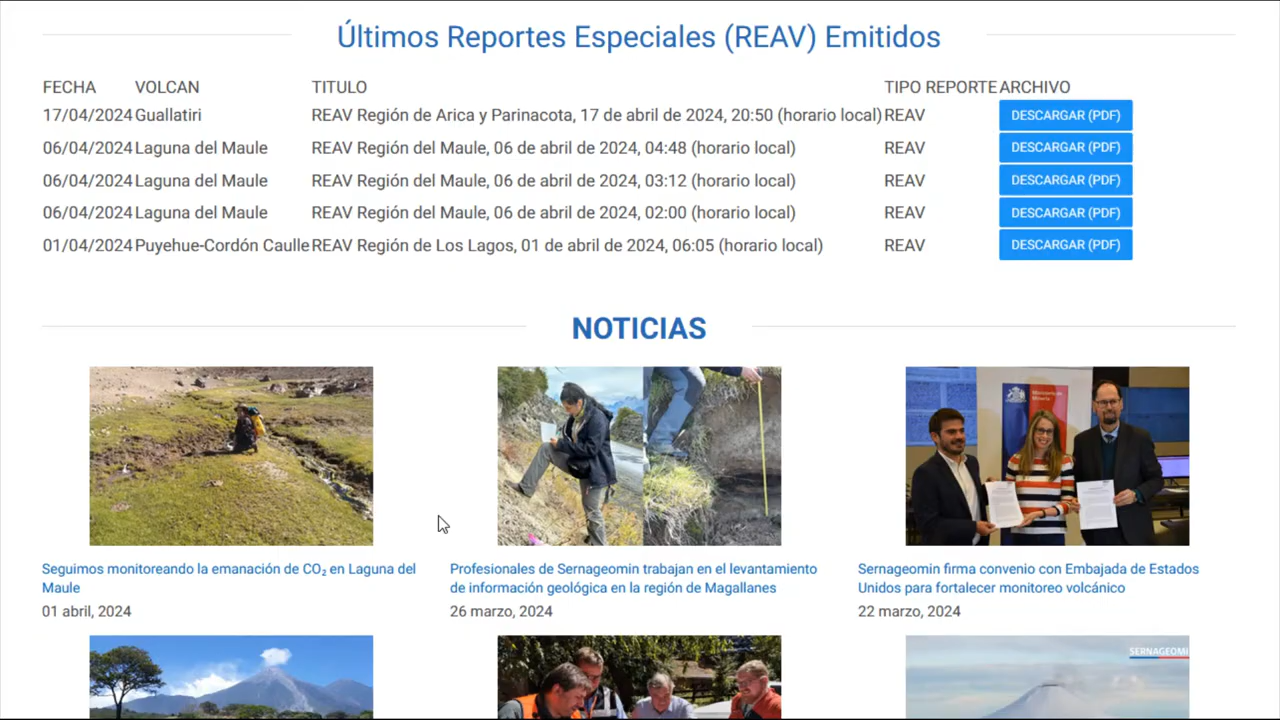 Últimos Reportes Especiales (REAV) Emitidos
FECHA VOLCAN TITULO TIPO REPORTE ARCHIVO
17/04/2024 Guallatiri REAV Región de Arica y Parinacota, 17 de abril de 2024, 20:50 (horario local) REAV DESCARGAR (PDF)
06/04/2024 Laguna del Maule REAV Región del Maule, 06 de abril de 2024, 04:48 (horario local) REAV DESCARGAR (PDF)
06/04/2024 Laguna del Maule REAV Región del Maule, 06 de abril de 2024, 03:12 (horario local) REAV DESCARGAR (PDF)
06/04/2024 Laguna del Maule REAV Región del Maule, 06 de abril de 2024, 02:00 (horario local) REAV DESCARGAR (PDF)
01/04/2024 Puyehue-Cordón Caulle REAV Región de Los Lagos, 01 de abril de 2024, 06:05 (horario local) REAV DESCARGAR (PDF)
NOTICIAS
Ministerio de
Minería
Seguimos monitoreando la emanación de CO₂ en Laguna del
Maule
01 abril, 2024
Profesionales de Sernageomin trabajan en el levantamiento
de información geológica en la región de Magallanes
26 marzo, 2024
Sernageomin firma convenio con Embajada de Estados
Unidos para fortalecer monitoreo volcánico
22 marzo, 2024
SERNAGEOMI